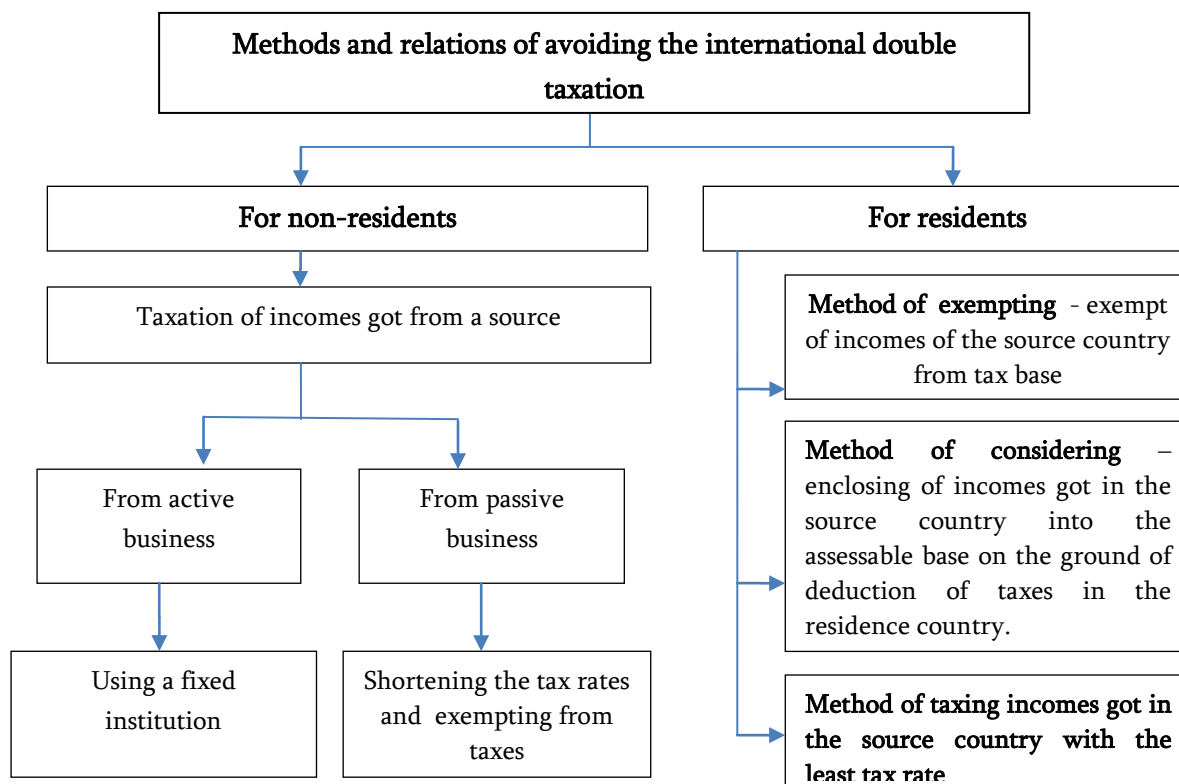 Methods and relations of avoiding the international double
taxation
For non-residents
For residents
Taxation of incomes got from a source
Method of exempting - exempt
of incomes of the source country
from tax base
Method of considering –
enclosing of incomes got in the
source country into the
assessable base on the ground of
deduction of taxes in the
residence country.
From active
business
From passive
business
Using a fixed
institution
Shortening the tax rates
and exempting from
taxes
Method of taxing incomes got in
the source country with the
least tax rate